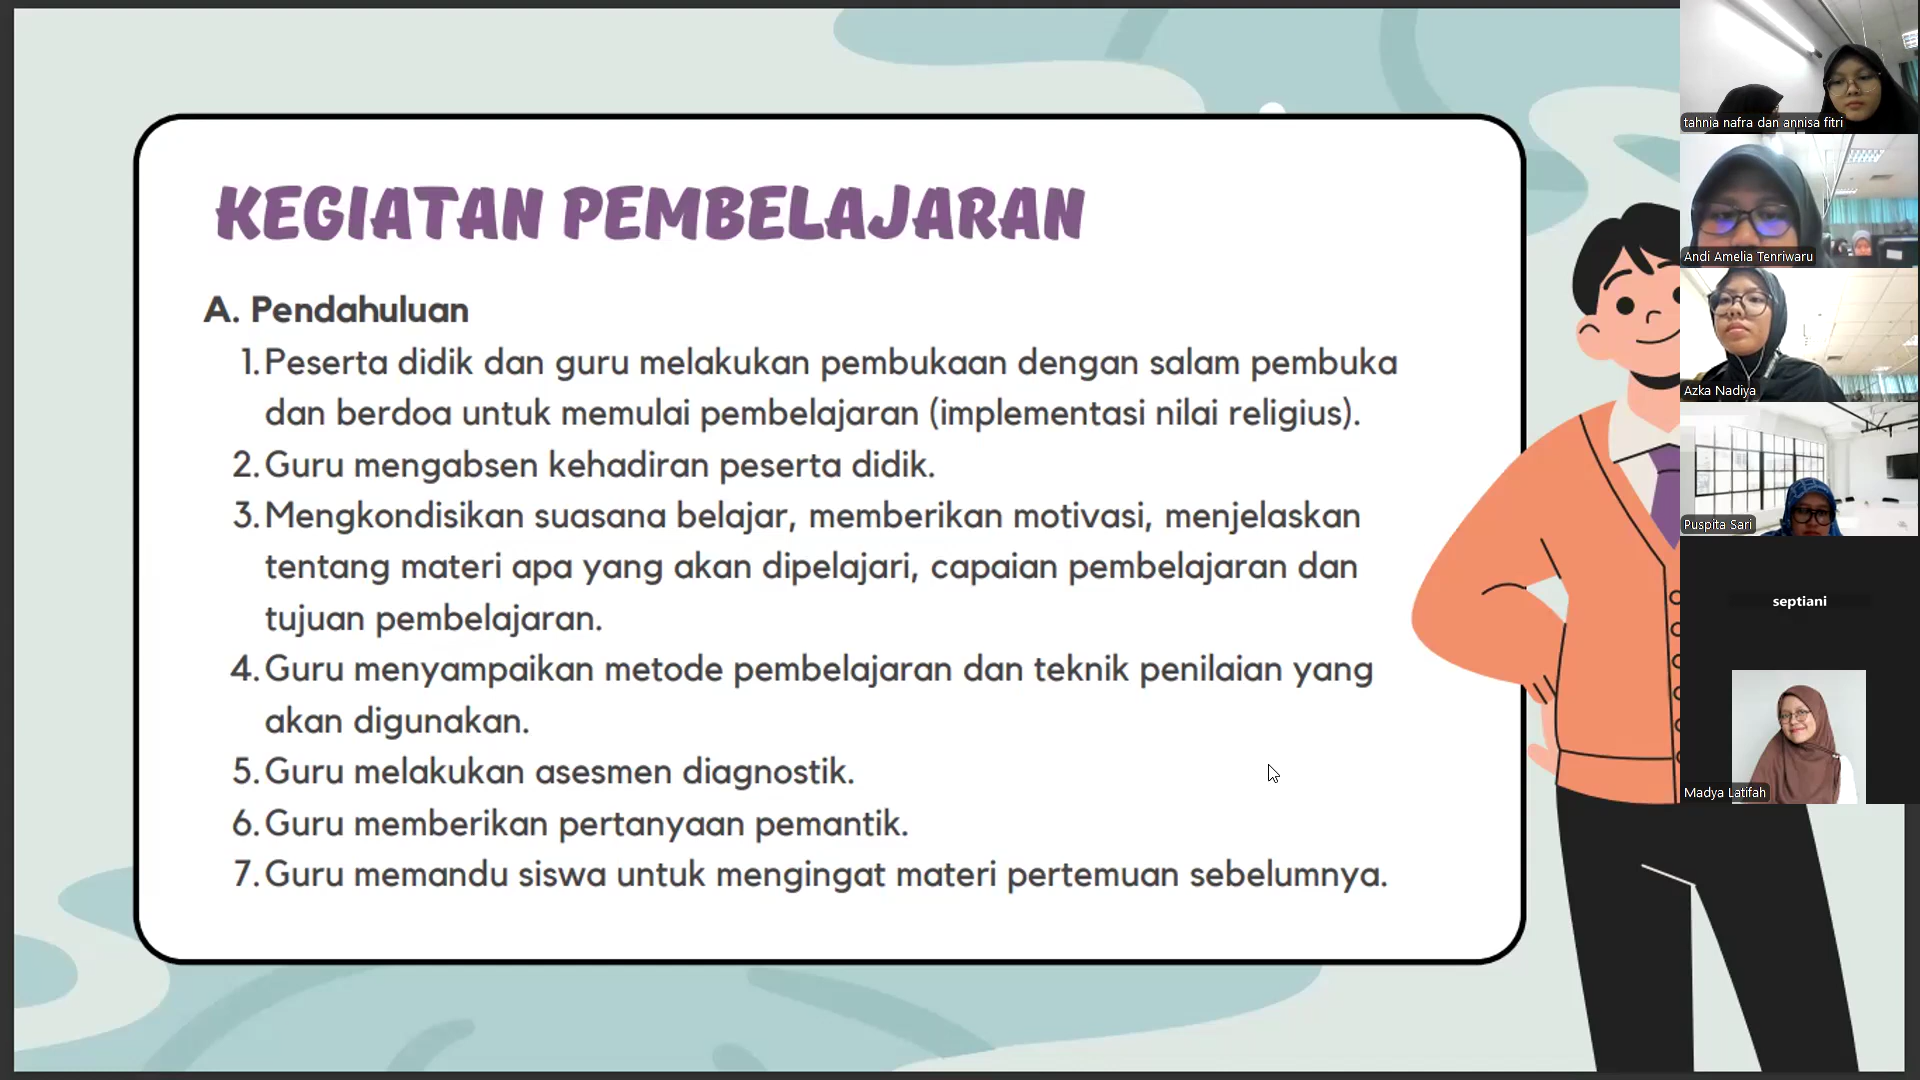 KEGIATAN PEMBELAJARAN
A. Pendahuluan
1. Peserta didik dan guru melakukan pembukaan dengan salam pembuka
dan berdoa untuk memulai pembelajaran (implementasi nilai religius).
2. Guru mengabsen kehadiran peserta didik.
3. Mengkondisikan suasana belajar, memberikan motivasi, menjelaskan
tentang materi apa yang akan dipelajari, capaian pembelajaran dan
tujuan pembelajaran.
4. Guru menyampaikan metode pembelajaran dan teknik penilaian yang
akan digunakan.
5. Guru melakukan asesmen diagnostik.
6. Guru memberikan pertanyaan pemantik.
7. Guru memandu siswa untuk mengingat materi pertemuan sebelumnya.
tahnia nafra dan annisa fitri
Andi Amelia Tenriwaru
Azka Nadiya
Puspita Sari
septiani
Madya Latifah